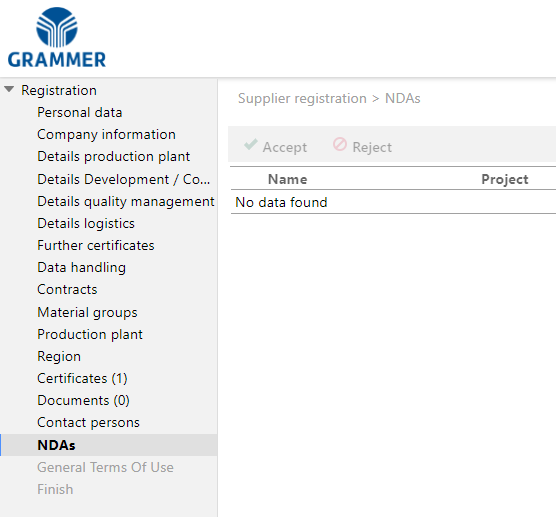 GRAMMER
Registration
Personal data
Company information
Details production plant
Details Development / Co...
Details quality management
Details logistics
Further certificates
Data handling
Contracts
Material groups
Production plant
Region
Certificates (1)
Documents (0)
Contact persons
NDAs
General Terms Of Use
Finish
Supplier registration > NDAs
Accept Reject
Name Project
No data found